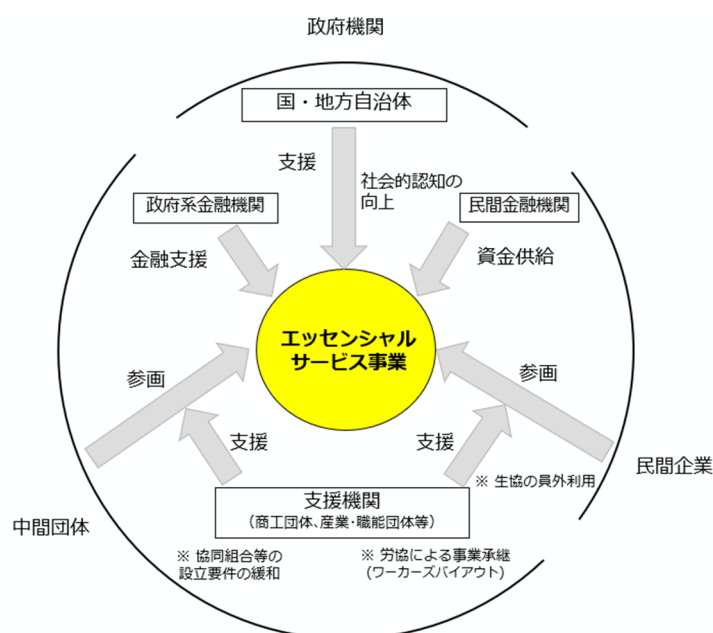 政府機関
国・地方自治体
支援
社会的認知の
向上
政府系金融機関
民間金融機関
金融支援
資金供給
エッセンシャル
サービス事業
参画
参画
支援
支援
※ 生協の員外利用
民間企業
支援機関
(商工団体、産業・職能団体等)
中間団体
※ 協同組合等の
設立要件の緩和
※ 労協による事業承継
(ワーカーズバイアウト)